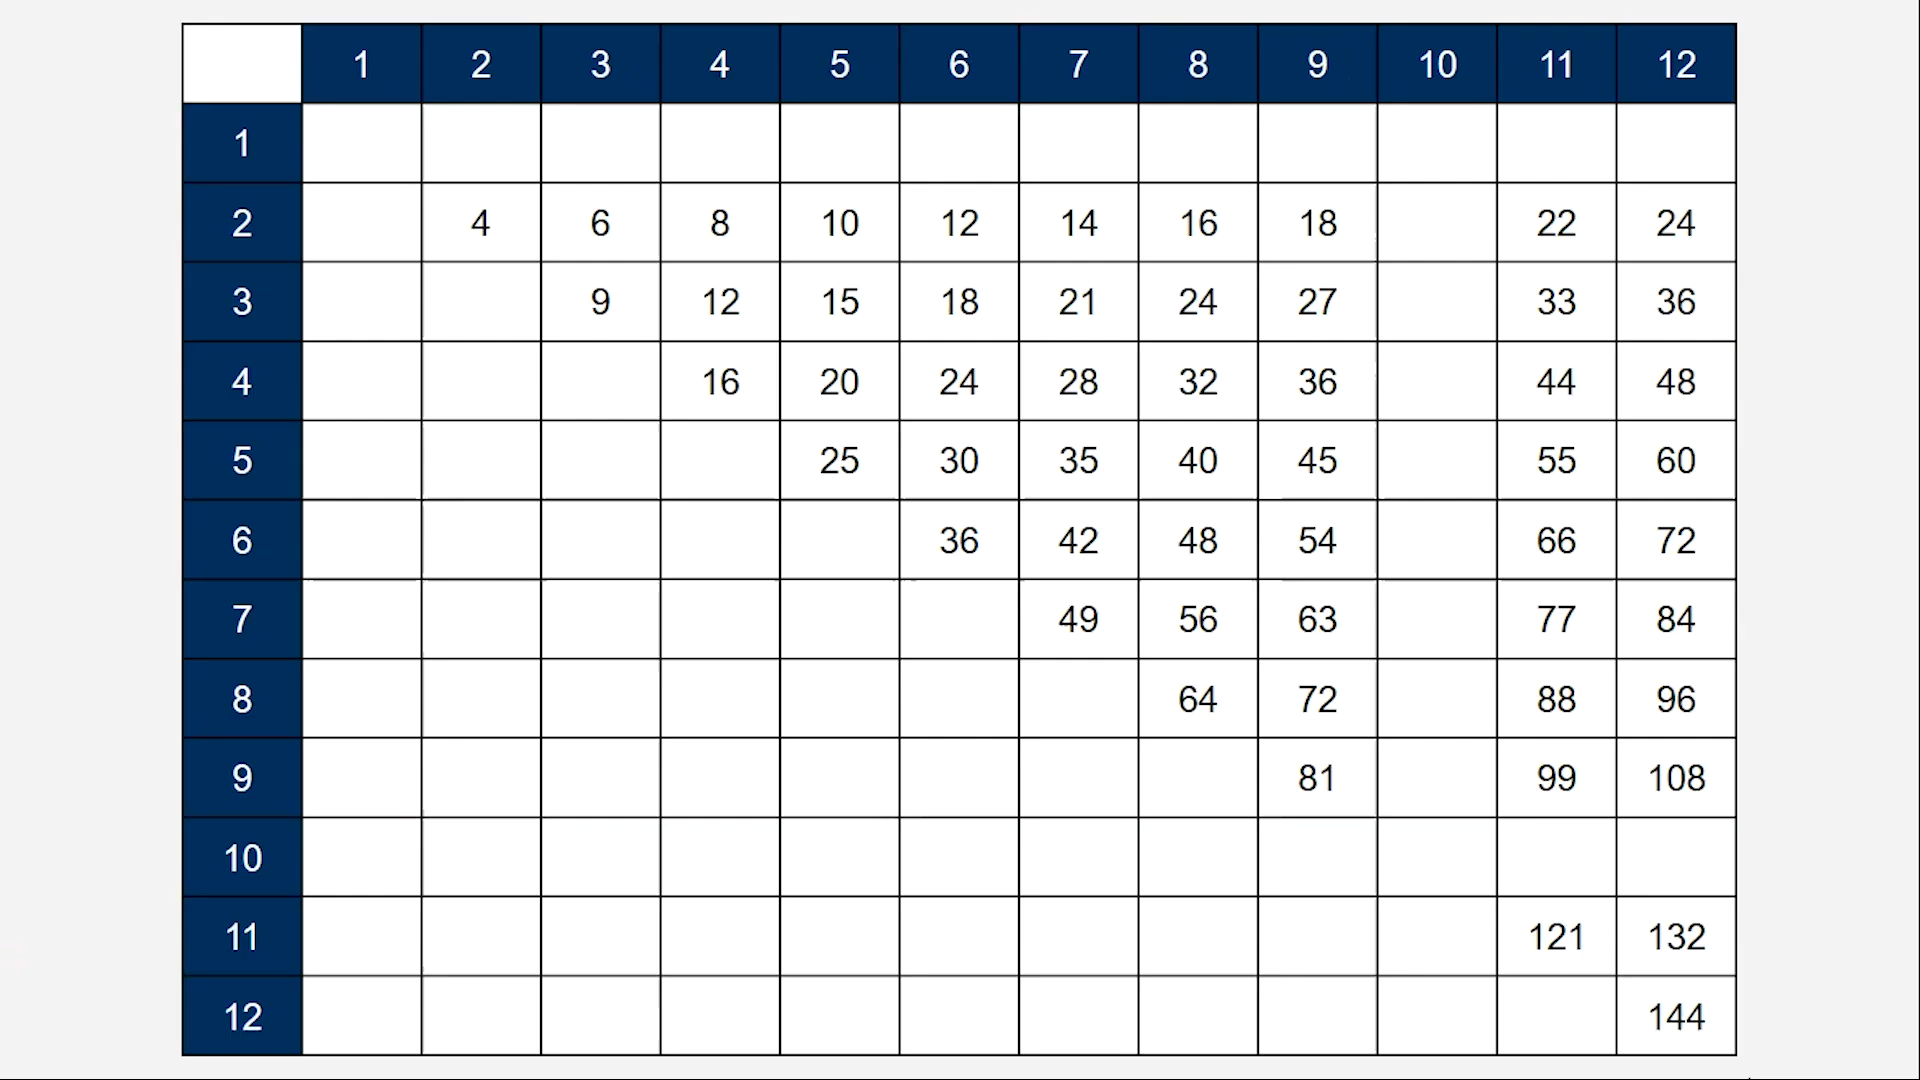 1 2 3 4 5 6 7 8 9 10 11 12
1
2 4 6 8 10 12 14 16 18 22 24
3 9 12 15 18 21 24 27 33 36
4 16 20 24 28 32 36 44 48
5 25 30 35 40 45 55 60
6 36 42 48 54 66 72
7 49 56 63 77 84
8 64 72 88 96
9 81 99 108
10
11 121 132
12 144